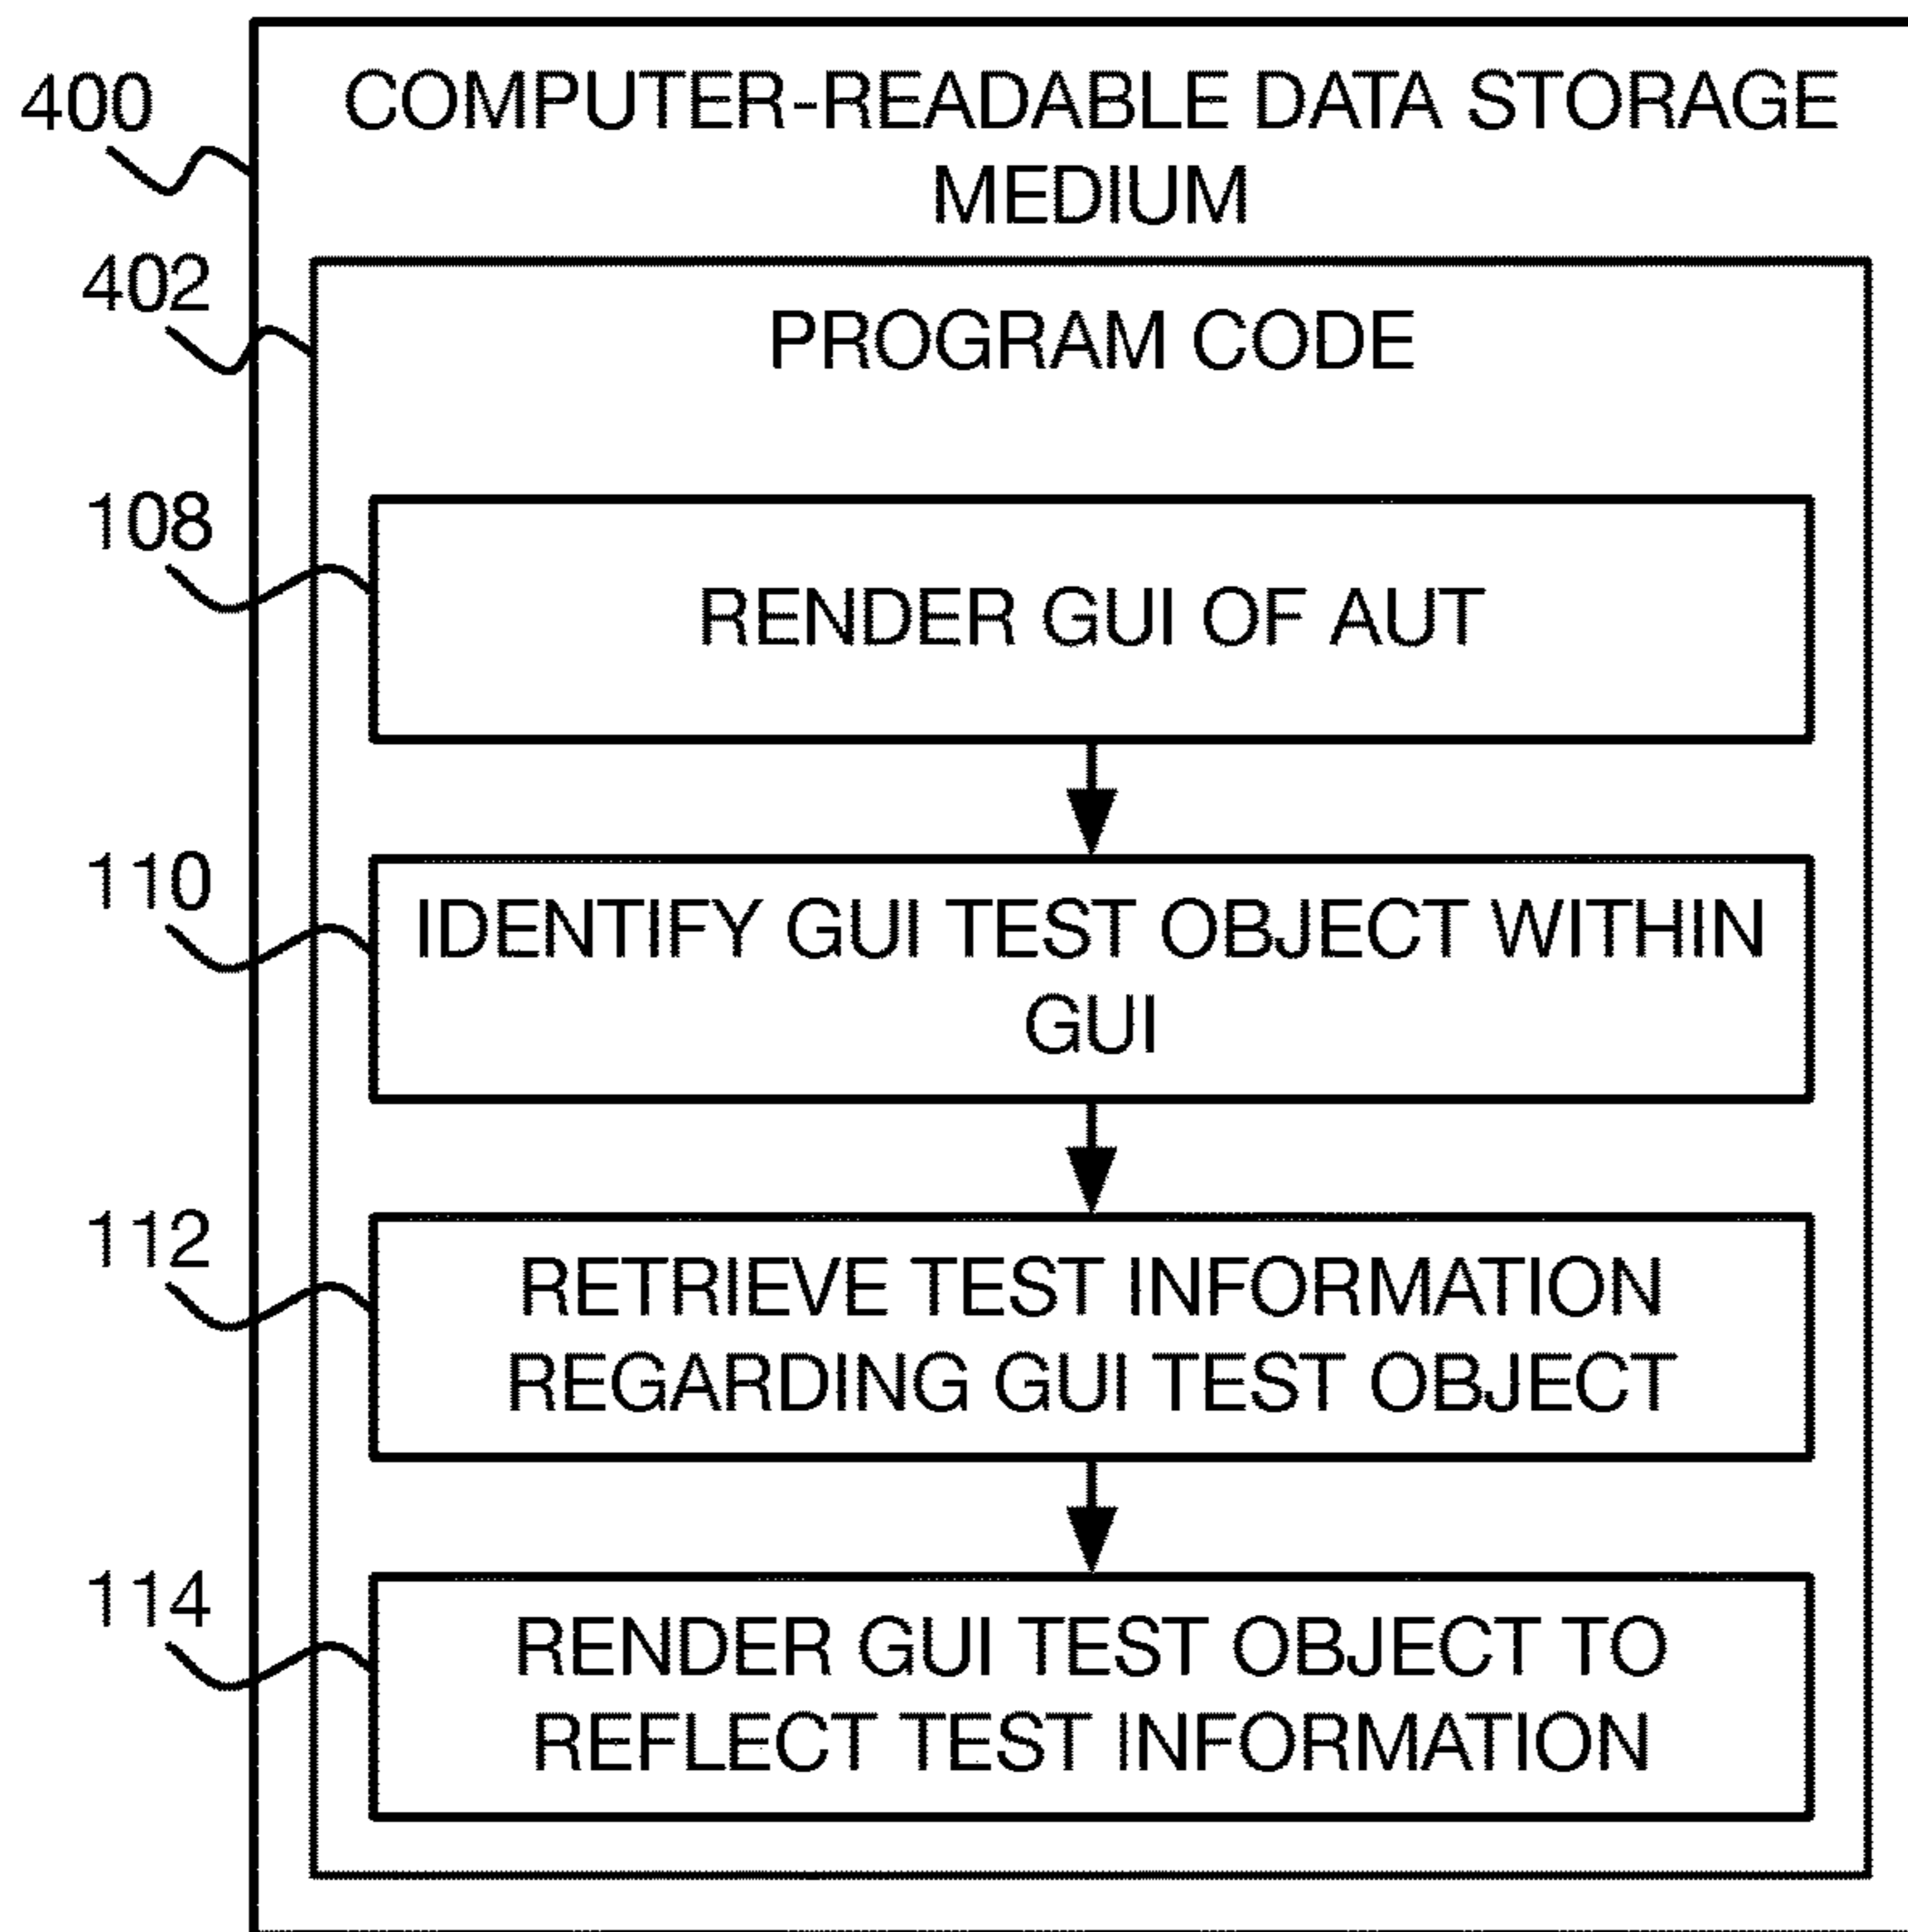 400
COMPUTER-READABLE DATA STORAGE
MEDIUM
402
PROGRAM CODE
108
RENDER GUI OF AUT
110
IDENTIFY GUI TEST OBJECT WITHIN
GUI
112
RETRIEVE TEST INFORMATION
REGARDING GUI TEST OBJECT
114
RENDER GUI TEST OBJECT TO
REFLECT TEST INFORMATION